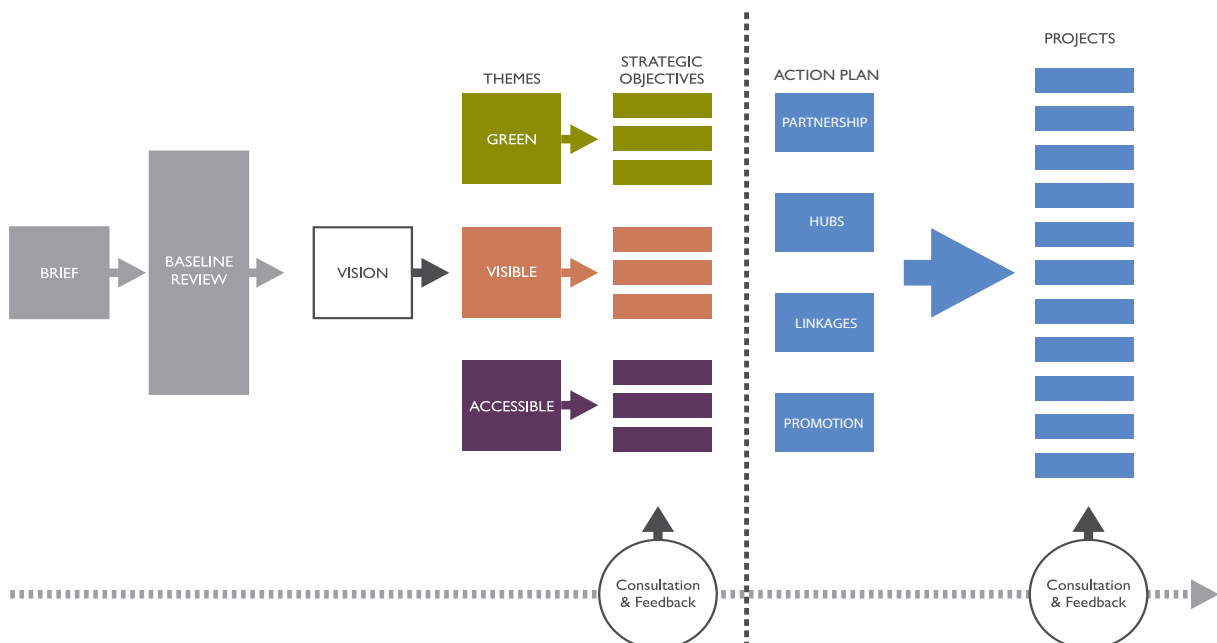 BRIEF
BASELINE
REVIEW
VISION
THEMES
GREEN
VISIBLE
ACCESSIBLE
STRATEGIC
OBJECTIVES
ACTION PLAN
PARTNERSHIP
HUBS
LINKAGES
PROMOTION
PROJECTS
Consultation
& Feedback
Consultation
& Feedback